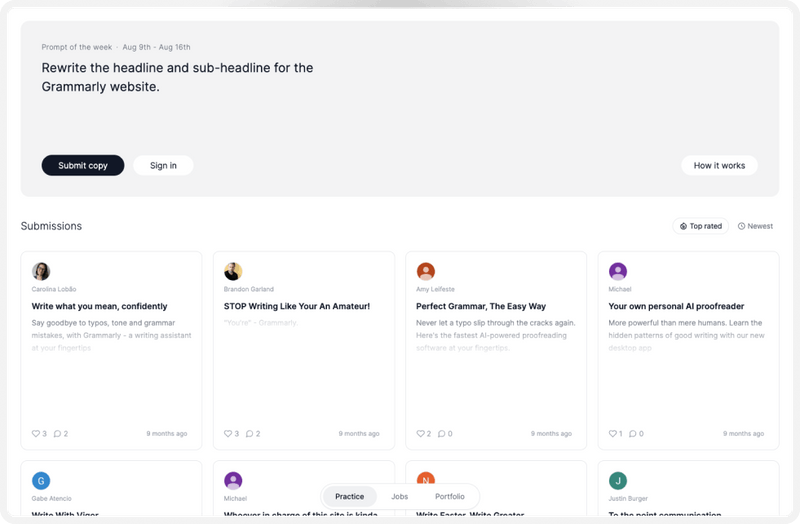 Prompt of the week · Aug 9th - Aug 16th
Rewrite the headline and sub-headline for the
Grammarly website.
Submit copy
Sign in
How it works
Submissions
Top rated
Newest
Carolina Lobito
Write what you mean, confidently
Say goodbye to typos, tone and grammar
mistakes, with Grammarly - a writing assistant
at your fingertips
3
2
9 months ago
Brandon Garland
STOP Writing Like Your An Amateur!
"You're" - Grammarly
3
2
9 months ago
Amy Laifeste
Perfect Grammar, The Easy Way
Never let a typo slip through the cracks again.
Here's the fastest AI-powered proofreading
software at your fingertips.
2
0
9 months ago
Michael
Your own personal AI proofreader
More powerful than mere humans. Learn the
hidden patterns of good writing with our new
desktop app
1
0
9 months ago
G
Gabe Atencio
Write With Vigor
Michael
Whoever in charge of this site is kinda
N
Write Faster, Write Greater
J
Justin Burger
To the point communication
Practice
Jobs
Portfolio